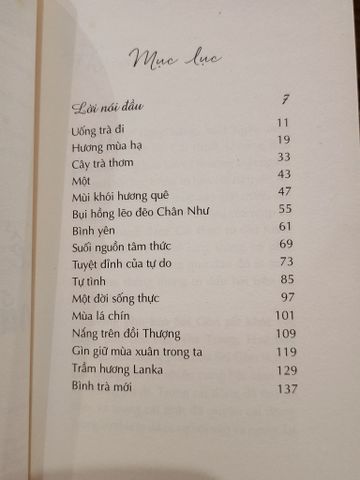 Mục lục
Lời nói đầu 7
Uống trà đi 11
Hương mùa hạ 19
Cây trà thơm 33
Một 43
Mùi khói hương quê 47
Bụi hồng lẽo đẽo Chân Như 55
Bình yên 61
Suối nguồn tâm thức 69
Tuyệt đỉnh của tự do 73
Tự tình 85
Một đời sống thực 97
Mùa lá chín 101
Nắng trên đồi Thượng 109
Gìn giữ mùa xuân trong ta 119
Trầm hương Lanka 129
Bình trà mới 137